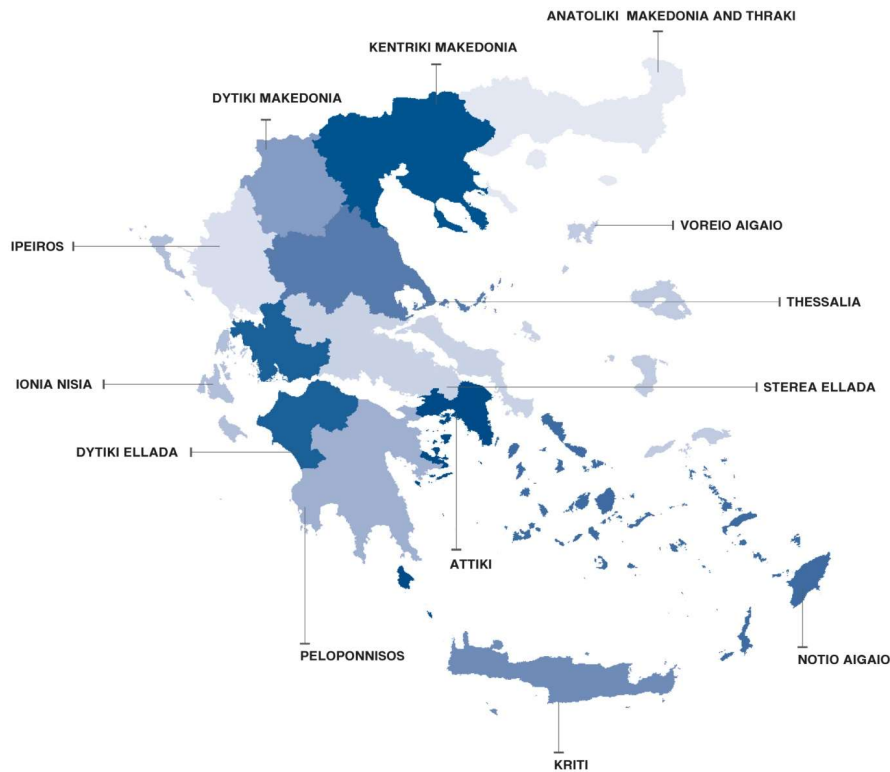 ANATOLIKI MAKEDONIA AND THRAKI
KENTRIKI MAKEDONIA
DYTIKI MAKEDONIA
VOREIO AIGAIO
IPEIROS
THESSALIA
IONIA NISIA
STEREA ELLADA
DYTIKI ELLADA
ATTIKI
PELOPONNISOS
NOTIO AIGAIO
KRITI